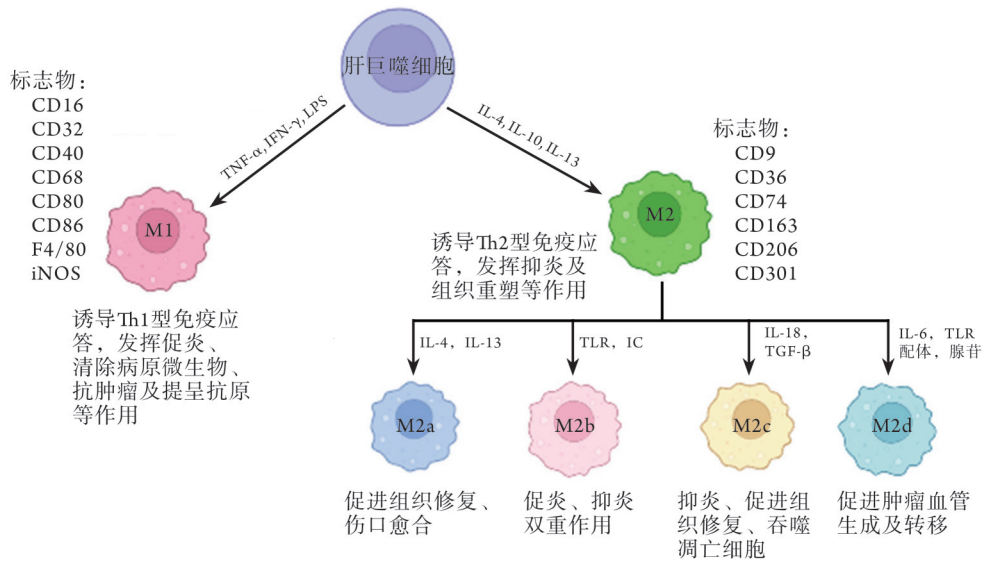 肝巨噬细胞
标志物：
CD16
CD32
CD40
CD68
CD80
CD86
F4/80
iNOS
TNF-α, IFN-γ, LPS
IL-4, IL-10, IL-13
标志物：
CD9
CD36
CD74
CD163
CD206
CD301
M1
M2
诱导Th1型免疫应
答，发挥促炎、
清除病原微生物、
抗肿瘤及提呈抗原
等作用
诱导Th2型免疫应
答，发挥抑炎及
组织重塑等作用
IL-4，IL-13
TLR，IC
IL-18，
TGF-β
IL-6，TLR
配体，腺苷
M2a
M2b
M2c
M2d
促进组织修复、
伤口愈合
促炎、抑炎
双重作用
抑炎、促进组
织修复、吞噬
凋亡细胞
促进肿瘤血管
生成及转移